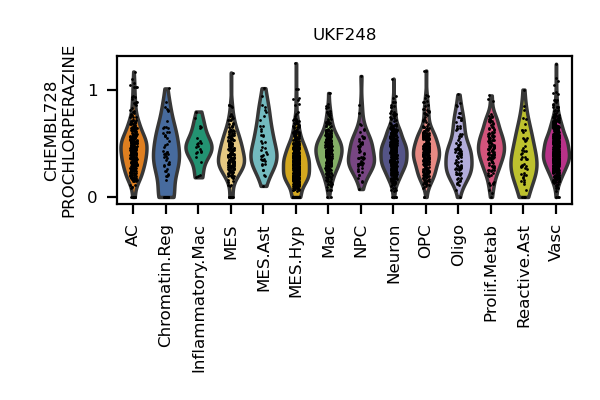 UKF248
CHEMBL728
PROCHLORPERAZINE
1
0
AC
Chromatin.Reg
Inflammatory.Mac
MES
MES.Ast
MES.Hyp
Mac
NPC
Neuron
OPC
Oligo
Prolif.Metab
Reactive.Ast
Vasc